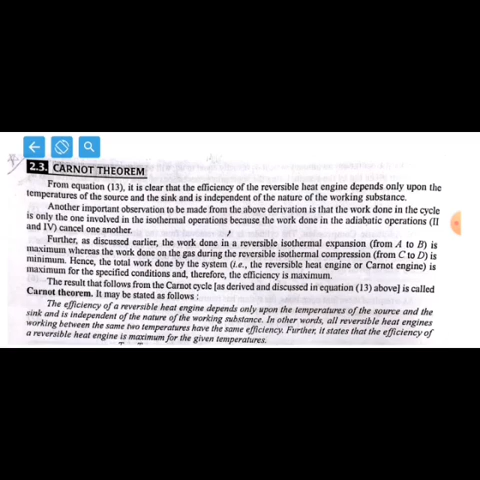 2.3. CARNOT THEOREM
From equation (13), it is clear that the efficiency of the reversible heat engine depends only upon the
temperatures of the source and the sink and is independent of the nature of the working substance.
Another important observation to be made from the above derivation is that the work done in the cycle
is only the one involved in the isothermal operations because the work done in the adiabatic operations (II
and IV) cancel one another.
Further, as discussed earlier, the work done in a reversible isothermal expansion (from A to B) is
maximum whereas the work done on the gas during the reversible isothermal compression (from C to D) is
minimum. Hence, the total work done by the system (i.e., the reversible heat engine or Carnot engine) is
maximum for the specified conditions and, therefore, the efficiency is maximum.
The result that follows from the Carnot cycle [as derived and discussed in equation (13) above] is called
Carnot theorem. It may be stated as follows :
The efficiency of a reversible heat engine depends only upon the temperatures of the source and the
sink and is independent of the nature of the working substance. In other words, all reversible heat engines
working between the same two temperatures have the same efficiency. Further, it states that the efficiency of
a reversible heat engine is maximum for the given temperatures.